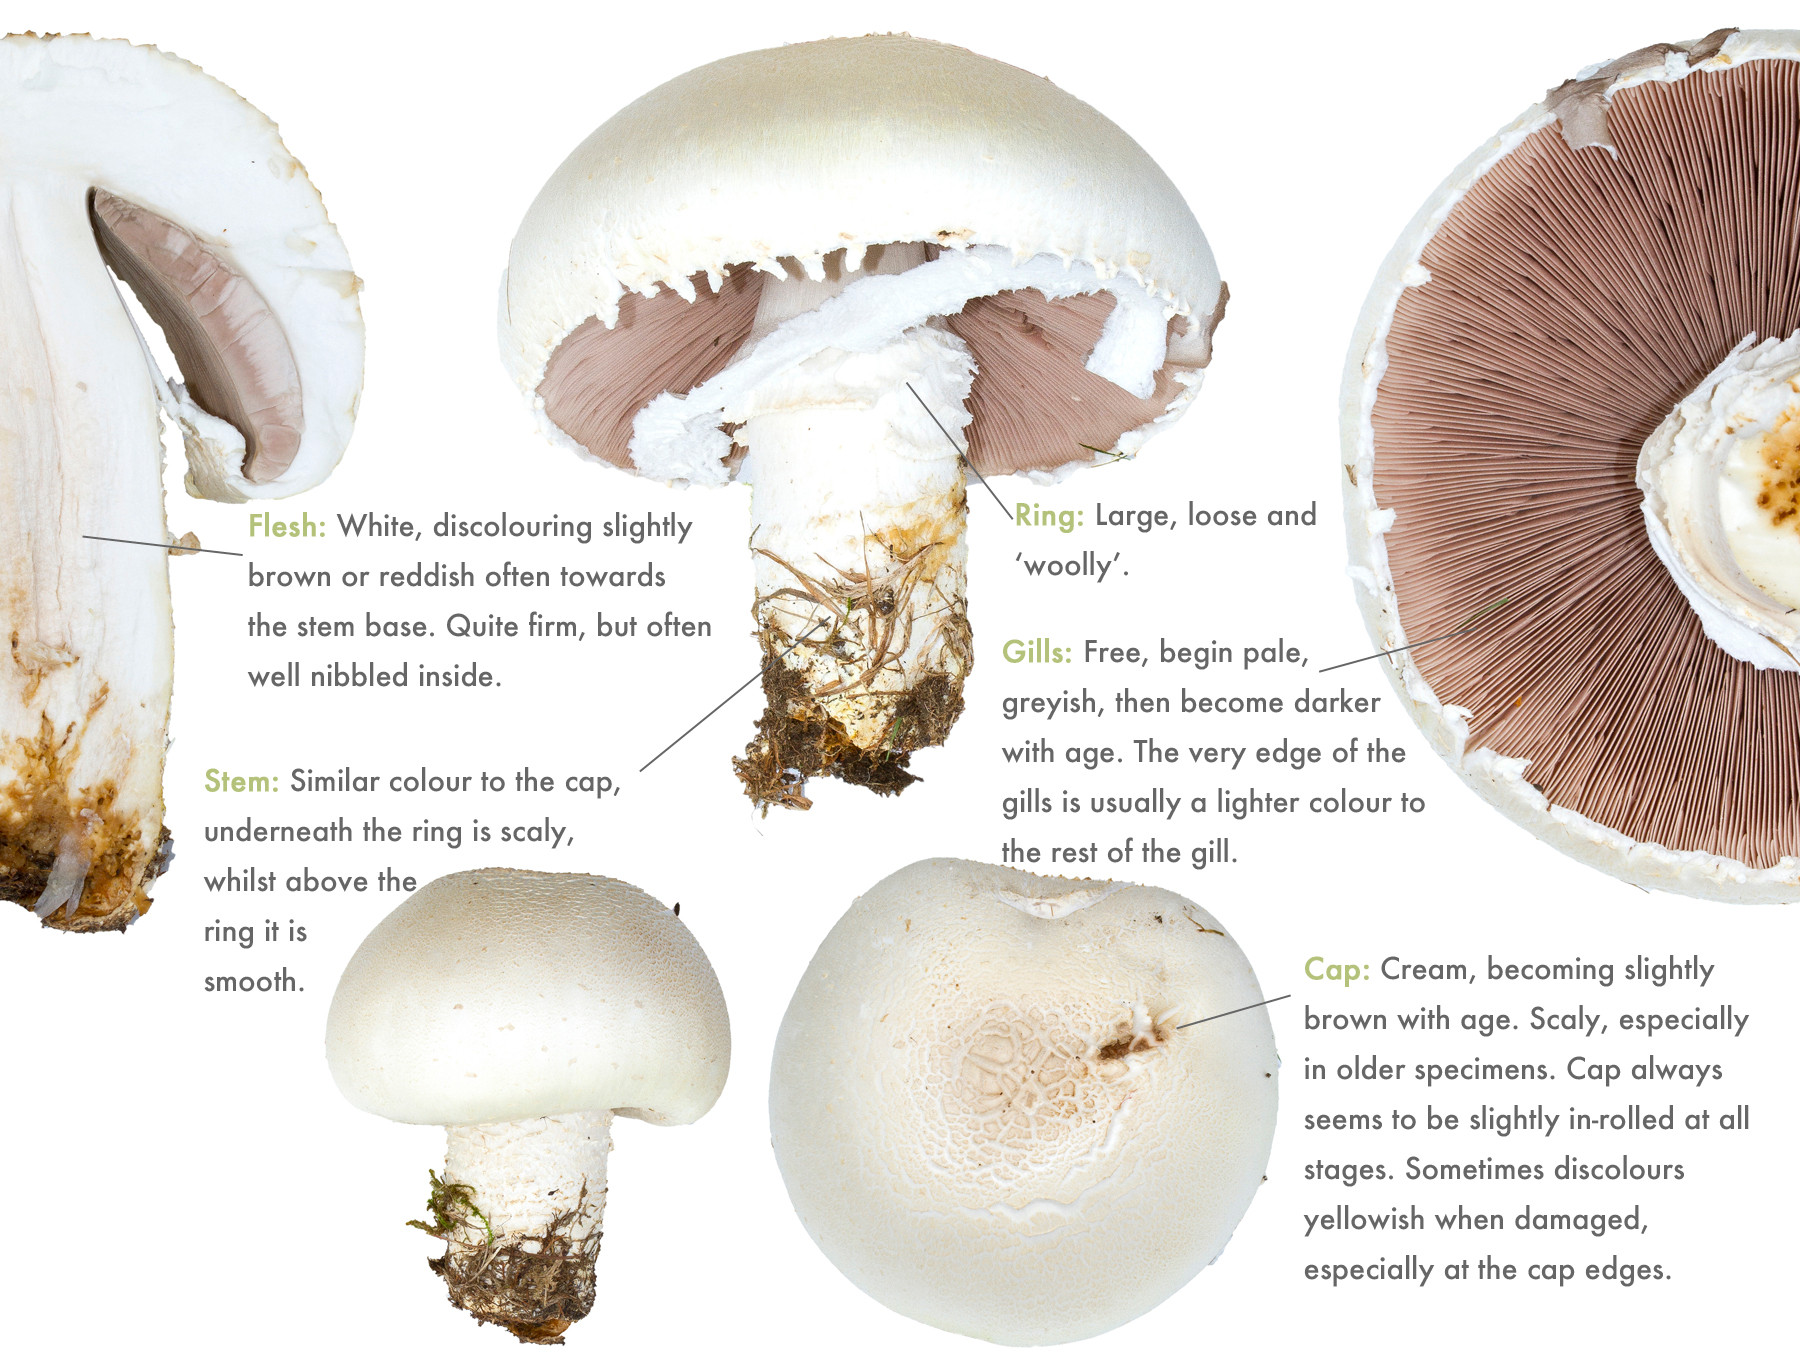 Flesh: White, discolouring slightly
brown or reddish often towards
the stem base. Quite firm, but often
well nibbled inside.
Stem: Similar colour to the cap,
underneath the ring is scaly,
whilst above the
ring it is
smooth.
Ring: Large, loose and
‘woolly’.
Gills: Free, begin pale,
greyish, then become darker
with age. The very edge of the
gills is usually a lighter colour to
the rest of the gill.
Cap: Cream, becoming slightly
brown with age. Scaly, especially
in older specimens. Cap always
seems to be slightly in-rolled at all
stages. Sometimes discolours
yellowish when damaged,
especially at the cap edges.